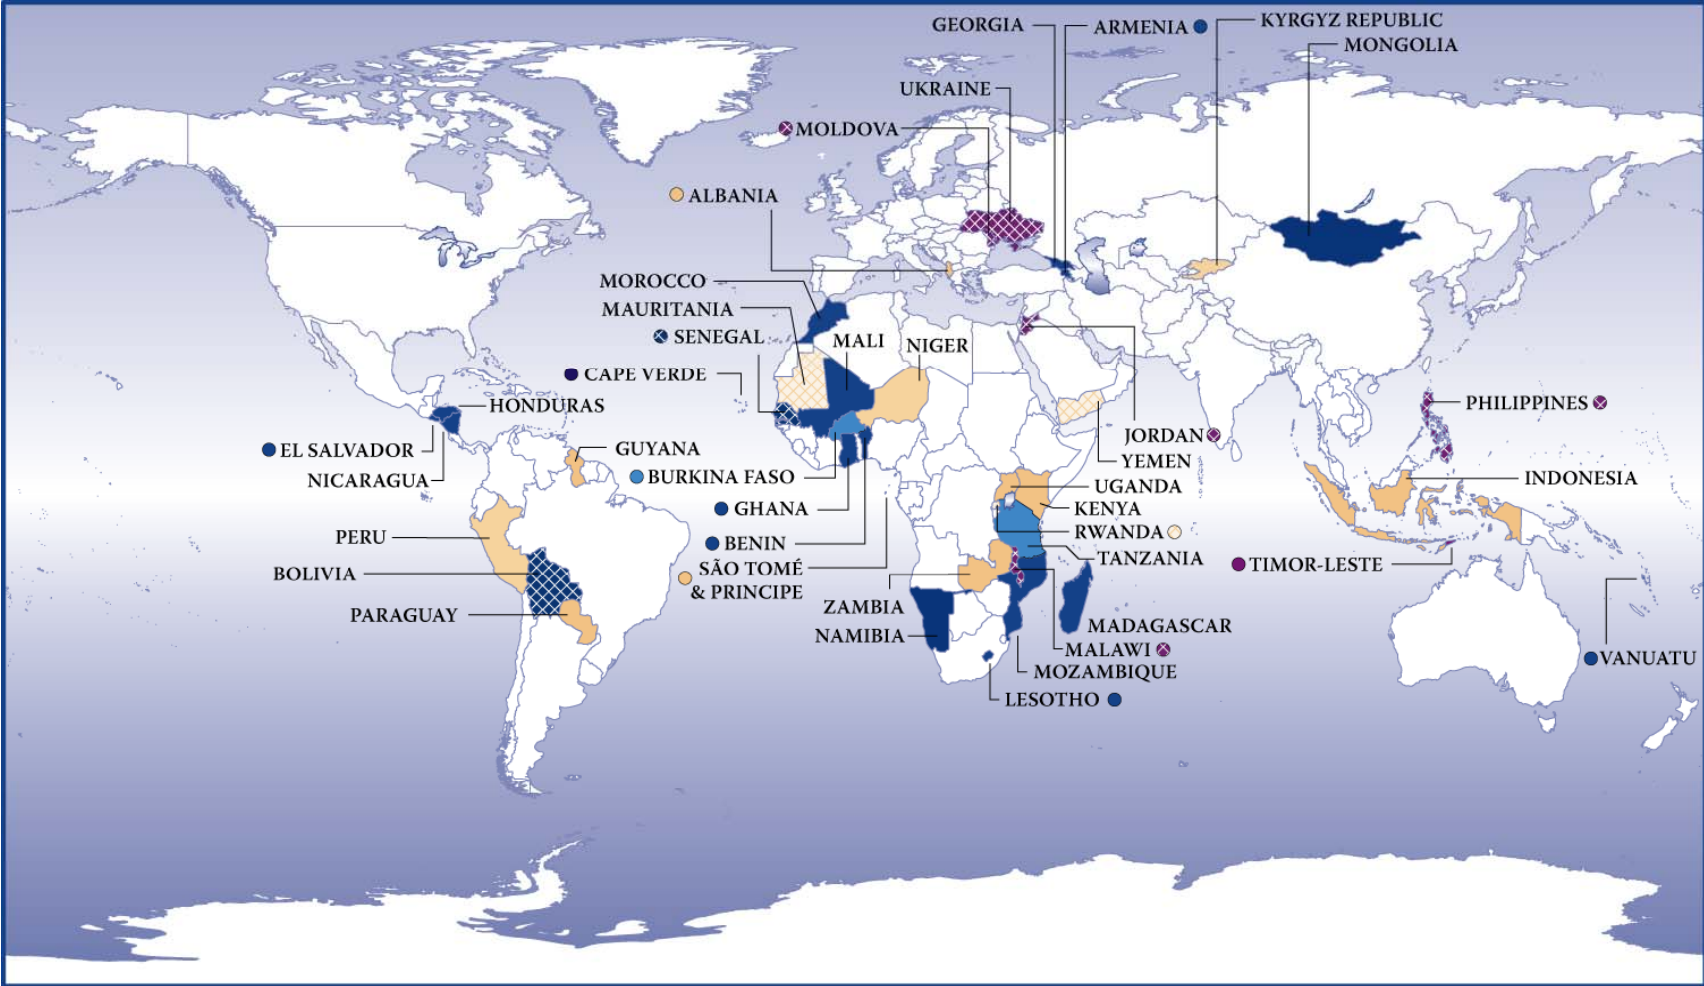 GEORGIA
ARMENIA
KYRGYZ REPUBLIC
MONGOLIA
UKRAINE
MOLDOVA
ALBANIA
MOROCCO
MAURITANIA
SENEGAL
MALI
NIGER
CAPE VERDE
HONDURAS
PHILIPPINES
EL SALVADOR
GUYANA
JORDAN
YEMEN
NICARAGUA
BURKINA FASO
UGANDA
INDONESIA
GHANA
KENYA
PERU
BENIN
RWANDA
TANZANIA
SÃO TOMÉ
& PRINCIPE
TIMOR-LESTE
BOLIVIA
ZAMBIA
PARAGUAY
NAMIBIA
MADAGASCAR
MALAWI
MOZAMBIQUE
VANUATU
LESOTHO